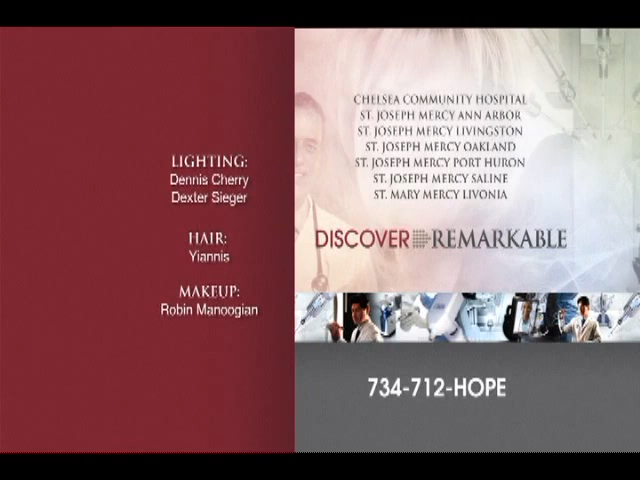 LIGHTING:
Dennis Cherry
Dexter Sieger
HAIR:
Yiannis
MAKEUP:
Robin Manoogian
CHELSEA COMMUNITY HOSPITAL
ST. JOSEPH MERCY ANN ARBOR
ST. JOSEPH MERCY LIVINGSTON
ST. JOSEPH MERCY OAKLAND
ST. JOSEPH MERCY PORT HURON
ST. JOSEPH MERCY SALINE
ST. MARY MERCY LIVONIA
DISCOVER REMARKABLE
734-712-HOPE